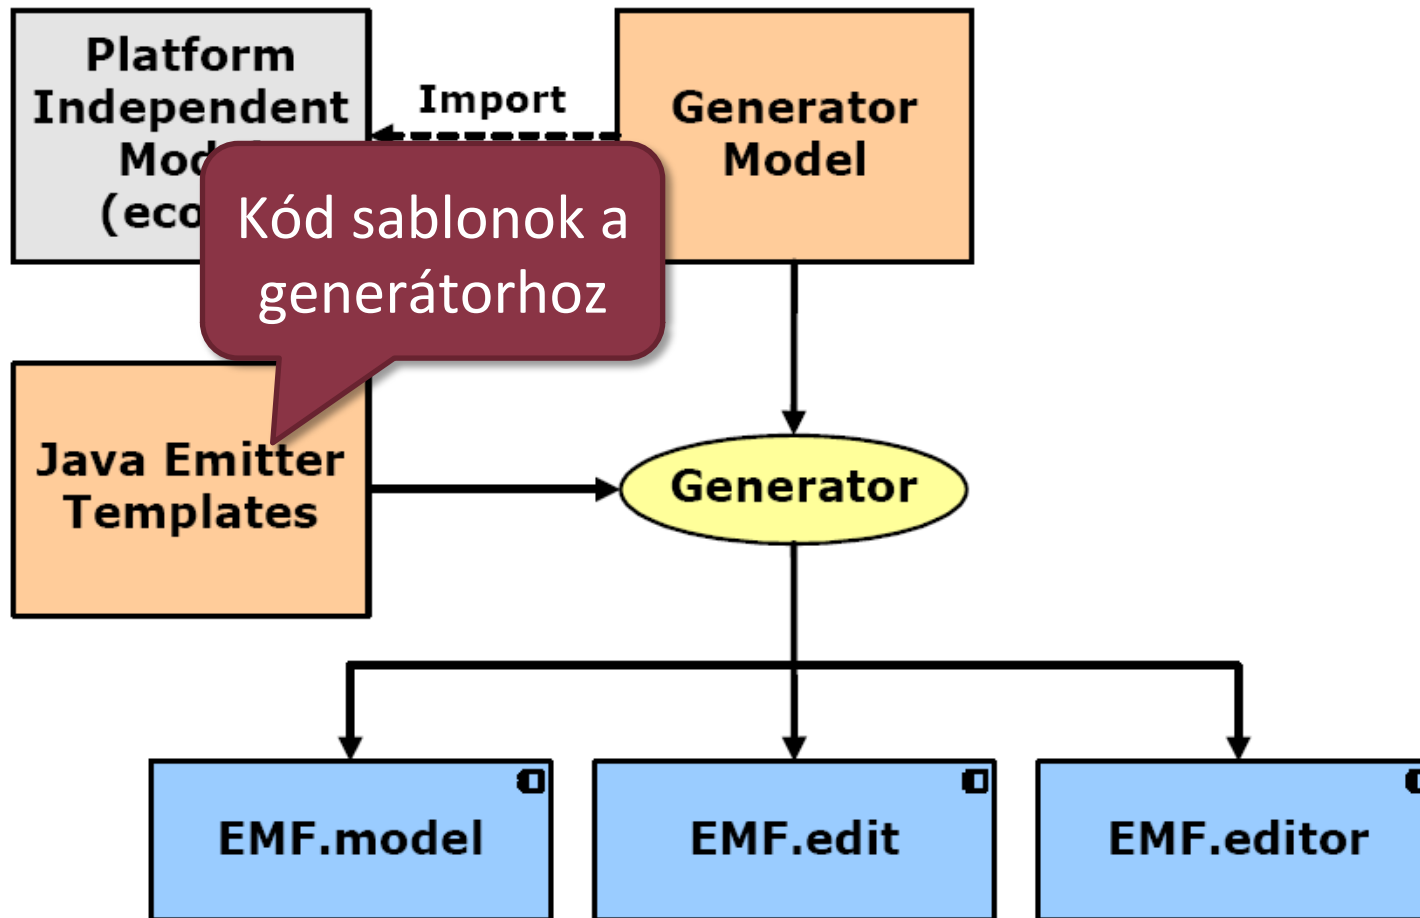 Platform
Independent
(eco
Import
Generator
Model
Kód sablonok a
generátorhoz
Java Emitter
Templates
Generator
EMF.model
EMF.edit
EMF.editor